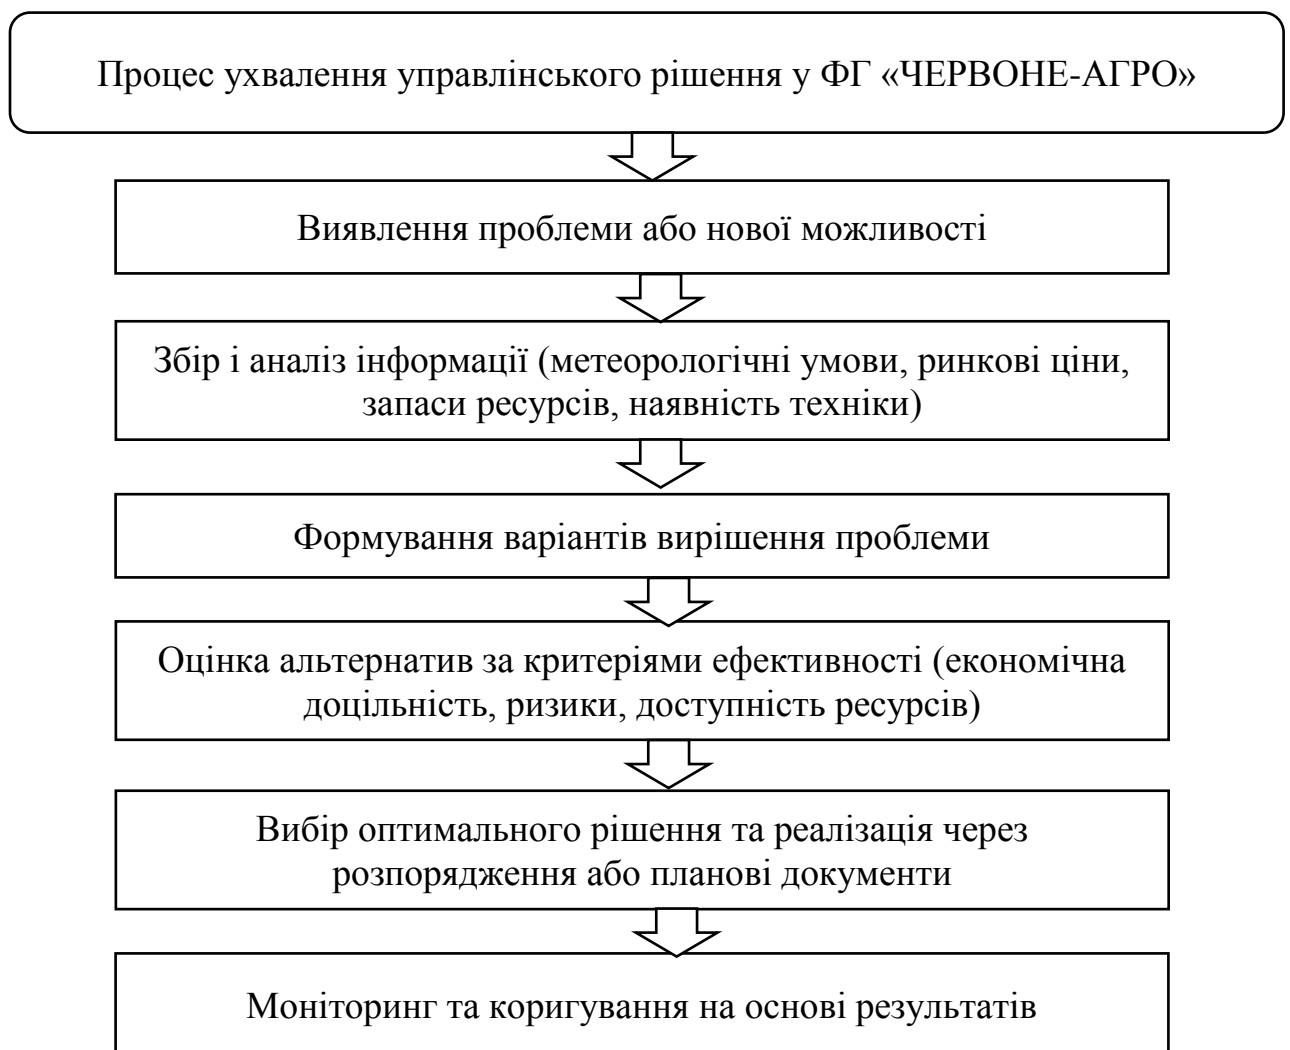 Процес ухвалення управлінського рішення у ФГ «ЧЕРВОНЕ-АГРО»
Виявлення проблеми або нової можливості
Збір і аналіз інформації (метеорологічні умови, ринкові ціни,
запаси ресурсів, наявність техніки)
Формування варіантів вирішення проблеми
Оцінка альтернатив за критеріями ефективності (економічна
доцільність, ризики, доступність ресурсів)
Вибір оптимального рішення та реалізація через
розпорядження або планові документи
Моніторинг та коригування на основі результатів